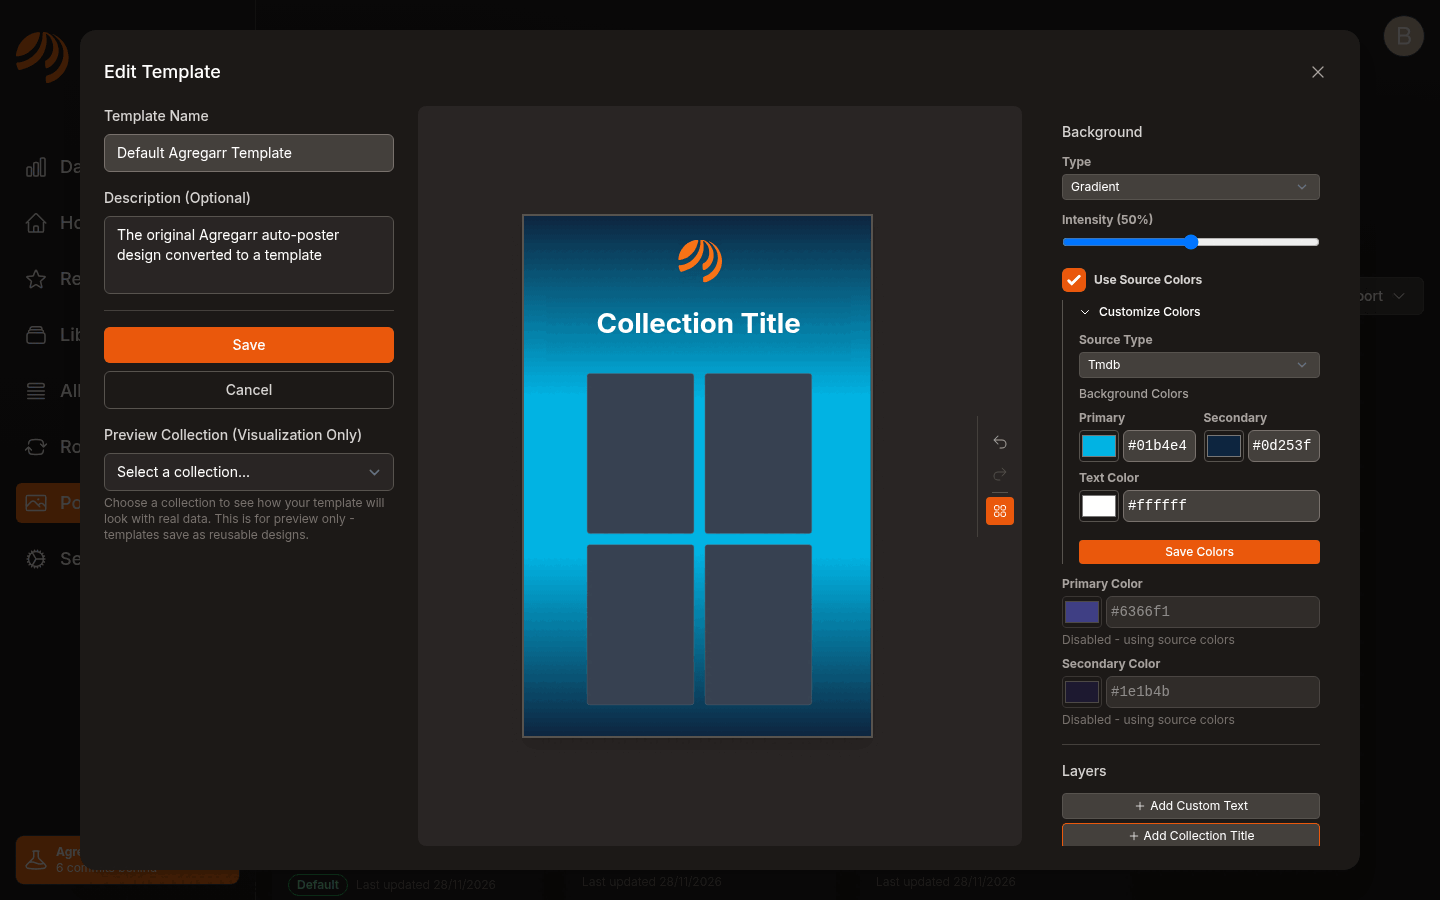 B
Edit Template
Template Name
Default Agregarr Template
Description (Optional)
The original Agregarr auto-poster
design converted to a template
Save
Cancel
Preview Collection (Visualization Only)
Select a collection...
Choose a collection to see how your template will
look with real data. This is for preview only -
templates save as reusable designs.
Collection Title
Background
Type
Gradient
Intensity (50%)
Use Source Colors
Customize Colors
Source Type
Tmdb
Background Colors
Primary Secondary
#01b4e4 #0d253f
Text Color
#ffffff
Save Colors
Primary Color
#6366f1
Disabled - using source colors
Secondary Color
#1e1b4b
Disabled - using source colors
Layers
Add Custom Text
Add Collection Title
6 commits behind
Default Last updated 28/11/2026
Last updated 28/11/2026
Last updated 28/11/2026